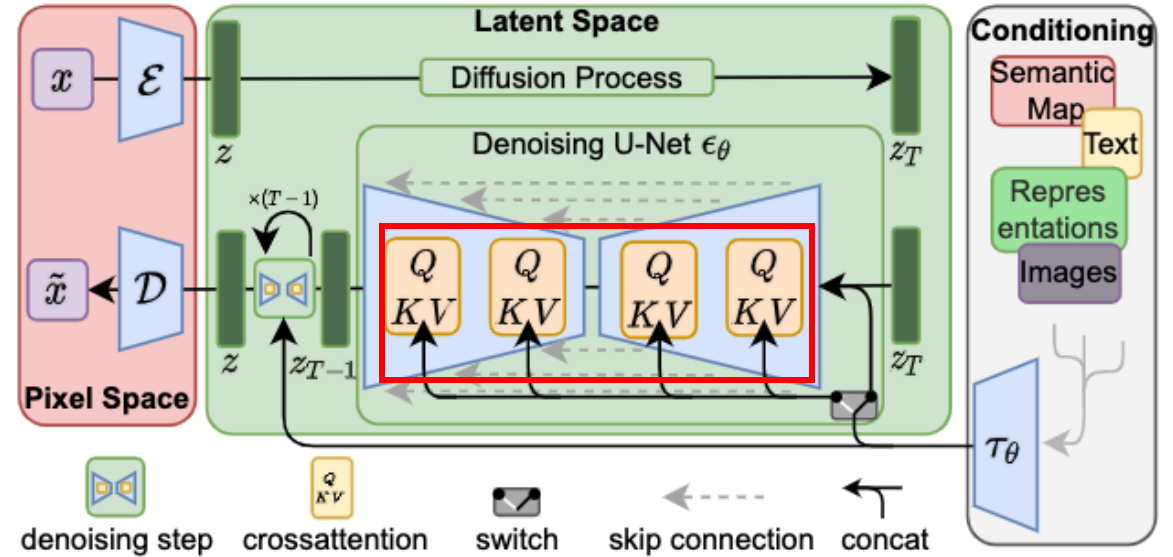 Latent Space
Conditioning
x
ℰ
Diffusion Process
z
z_T
Semantic
Map
Text
Repres
entations
Images
Denoising U-Net ϵ_θ
×(T−1)
Q
KV
Q
KV
Q
KV
Q
KV
x̃
𝒟
z
z_{T−1}
z_T
Pixel Space
τ_θ
Q
KV
denoising step
crossattention
switch
skip connection
concat